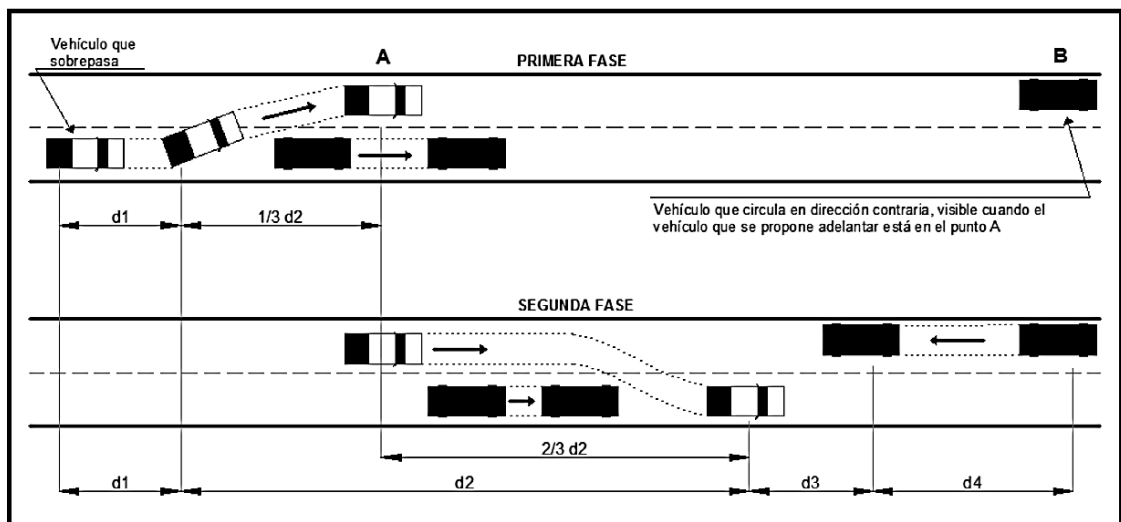 Vehículo que
sobrepasa
A
PRIMERA FASE
B
d1
1/3 d2
Vehículo que circula en dirección contraria, visible cuando el
vehículo que se propone adelantar está en el punto A
SEGUNDA FASE
2/3 d2
d1
d2
d3
d4